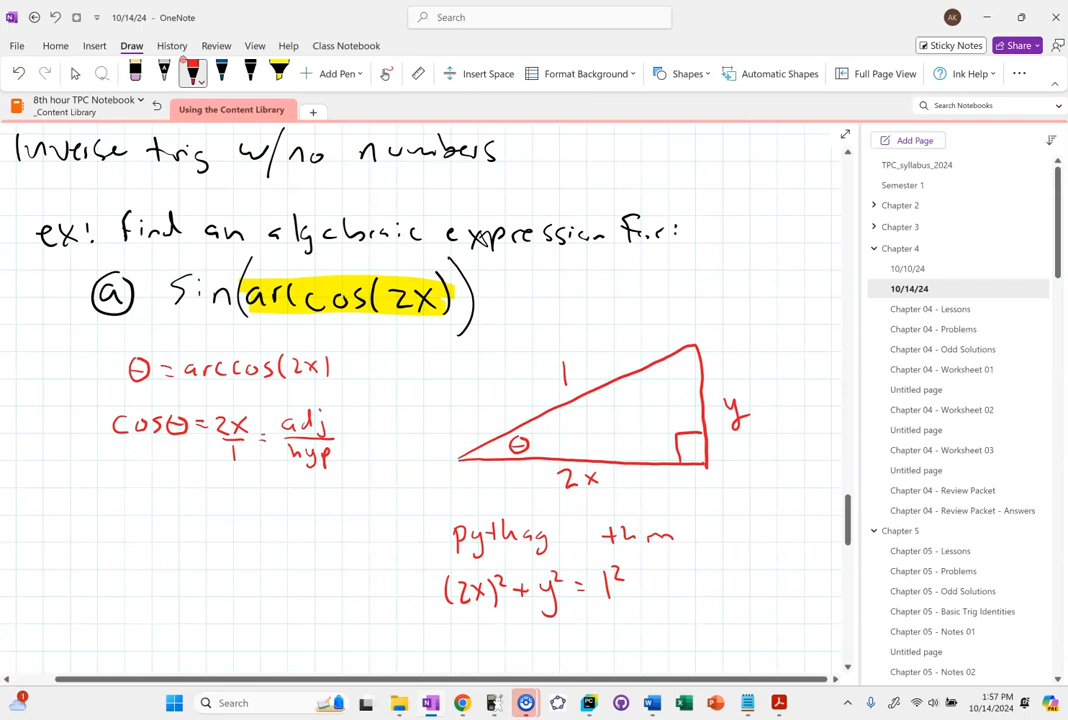 10/14/24 - OneNote
Search
AK
File Home Insert Draw History Review View Help Class Notebook
Sticky Notes
Share
Add Pen
Insert Space
Format Background
Shapes
Automatic Shapes
Full Page View
Ink Help
8th hour TPC Notebook
_Content Library
Using the Content Library
Search Notebooks
Inverse trig w/no numbers
ex! find an algebraic expression for:
(a) Sin(arccos(2x))
θ = arccos(2x)
cosθ = 2x/1 = adj/hyp
1
y
θ
2x
pythag thm
(2x)² + y² = 1²
Add Page
TPC_syllabus_2024
Semester 1
Chapter 2
Chapter 3
Chapter 4
10/10/24
10/14/24
Chapter 04 - Lessons
Chapter 04 - Problems
Chapter 04 - Odd Solutions
Chapter 04 - Worksheet 01
Untitled page
Chapter 04 - Worksheet 02
Untitled page
Chapter 04 - Worksheet 03
Untitled page
Chapter 04 - Review Packet
Chapter 04 - Review Packet - Answers
Chapter 5
Chapter 05 - Lessons
Chapter 05 - Problems
Chapter 05 - Odd Solutions
Chapter 05 - Basic Trig Identities
Chapter 05 - Notes 01
Untitled page
Chapter 05 - Notes 02
1
Search
1:57 PM
10/14/2024